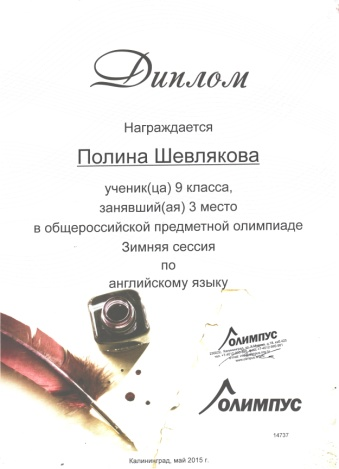 Диплом
Награждается
Полина Шевлякова
ученик(ца) 9 класса,
занявший(ая) 3 место
в общероссийской предметной олимпиаде
Зимняя сессия
по
английскому языку
Олимпус
Олимпус
14737
Калининград, май 2015 г.